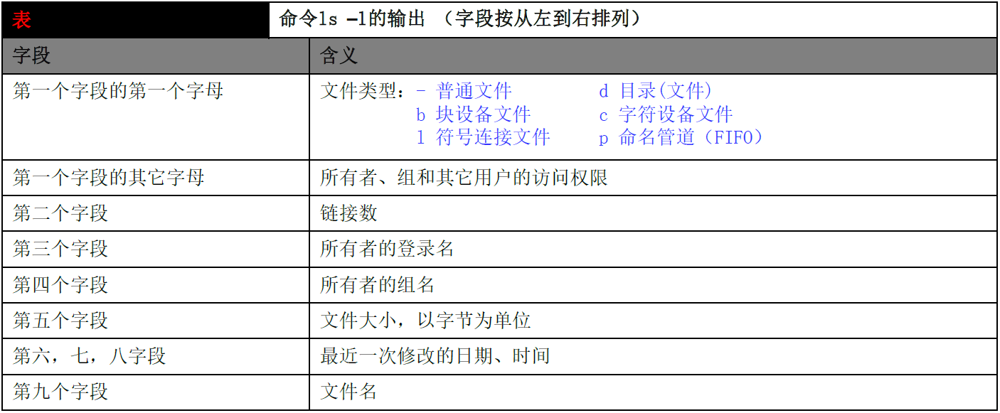 表 命令ls –l的输出 （字段按从左到右排列）
字段 含义
第一个字段的第一个字母 文件类型：- 普通文件 d 目录(文件)
b 块设备文件 c 字符设备文件
l 符号连接文件 p 命名管道（FIFO）
第一个字段的其它字母 所有者、组和其它用户的访问权限
第二个字段 链接数
第三个字段 所有者的登录名
第四个字段 所有者的组名
第五个字段 文件大小，以字节为单位
第六，七，八字段 最近一次修改的日期、时间
第九个字段 文件名